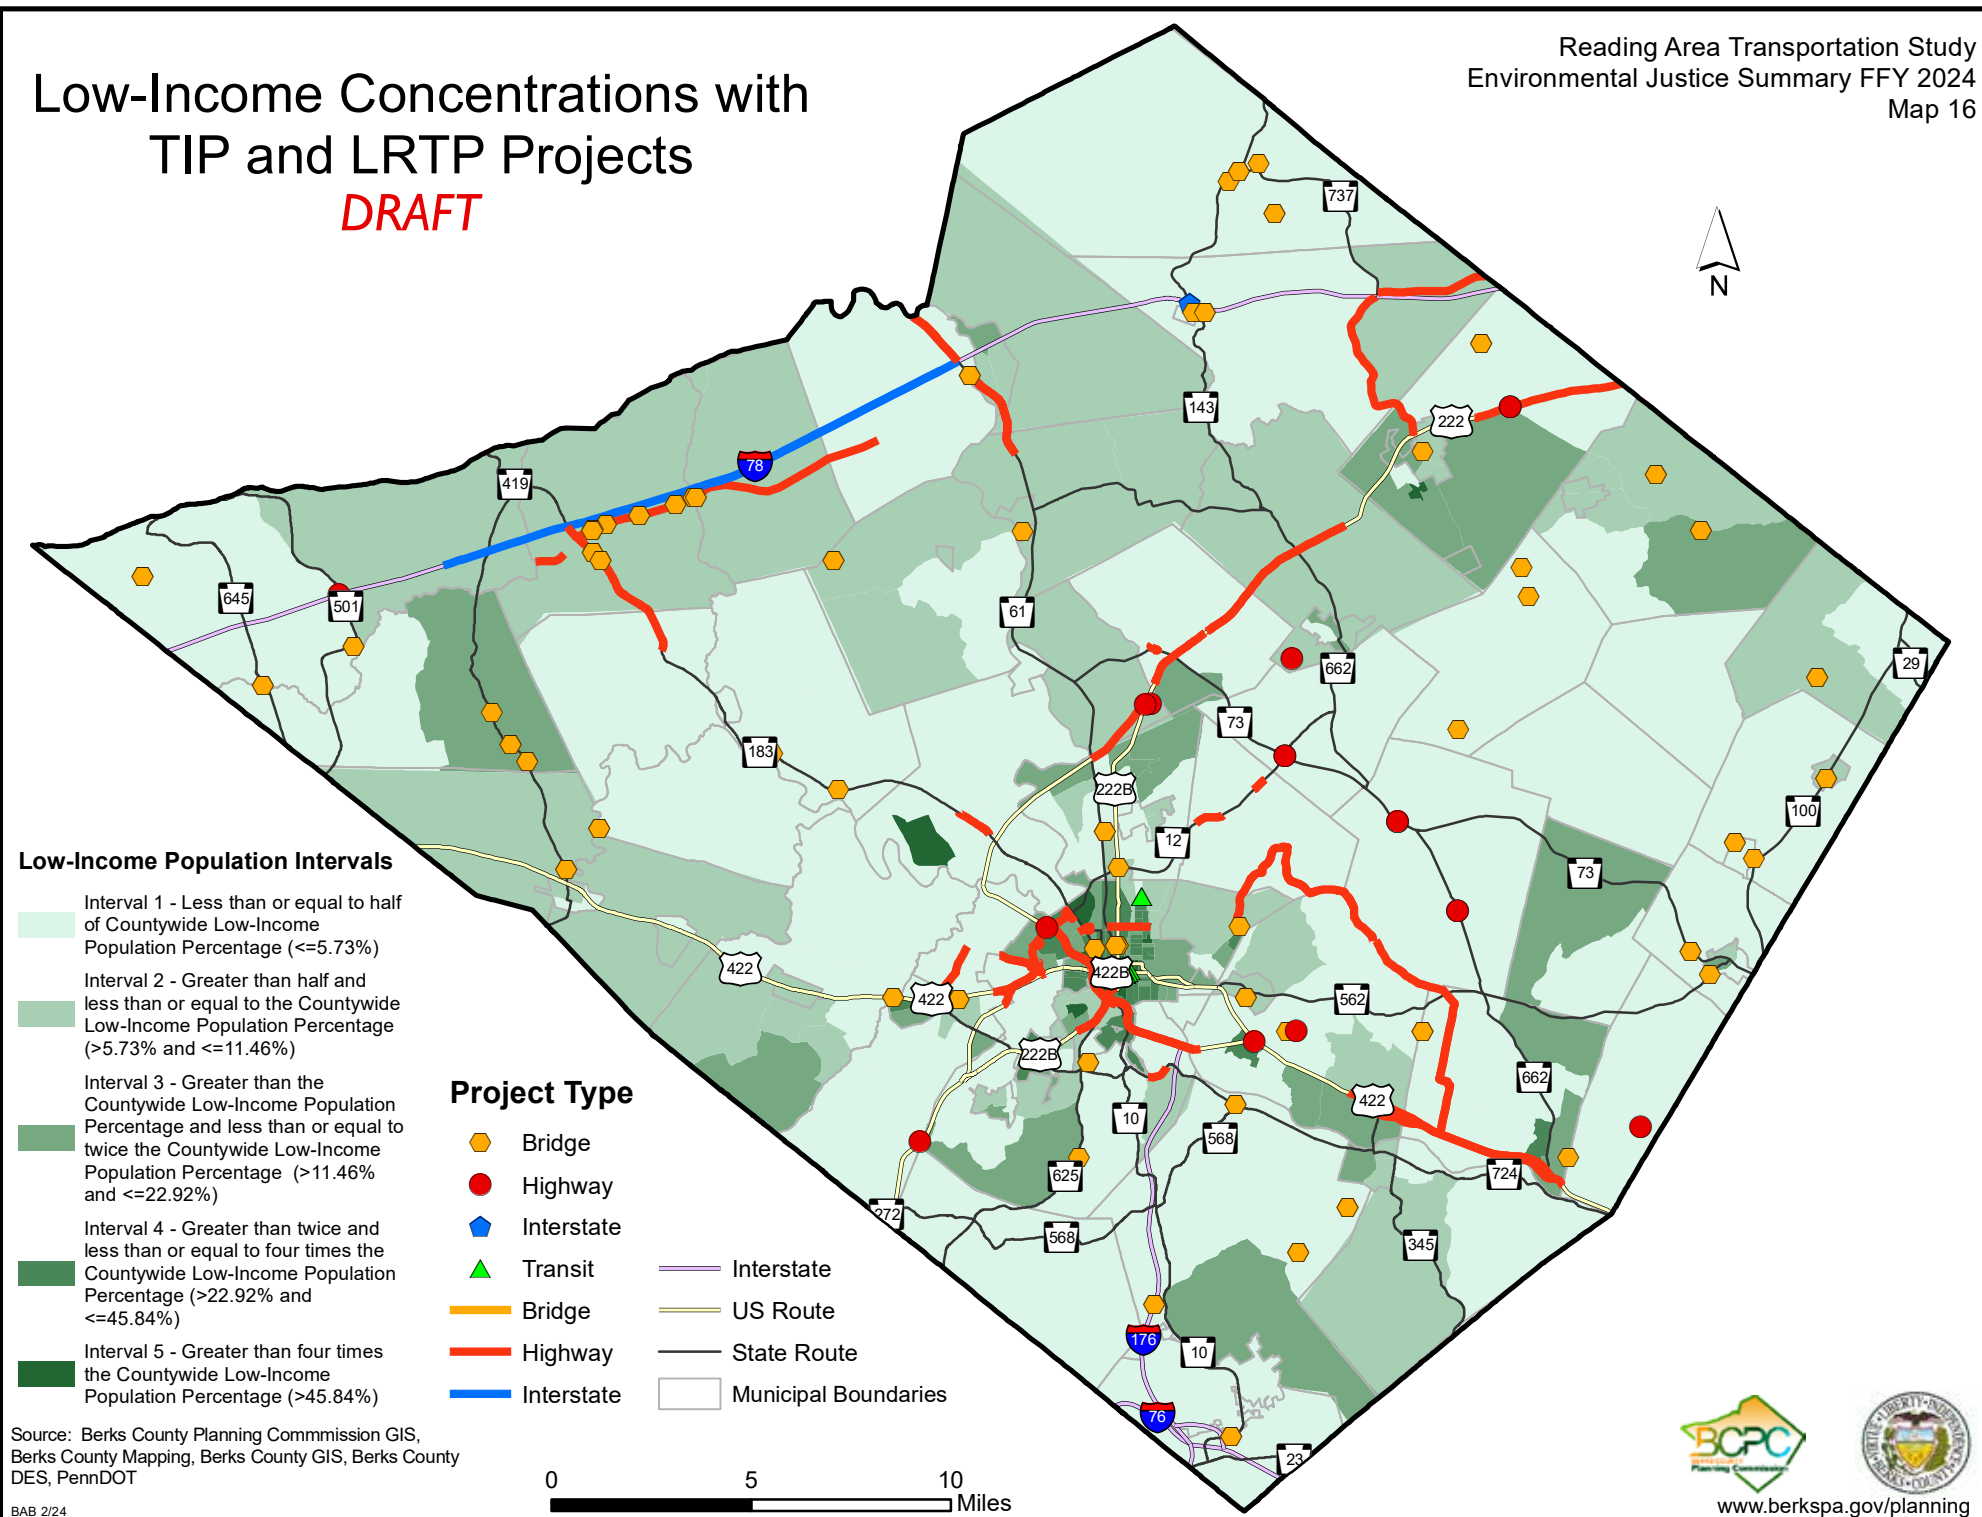 Low-Income Concentrations with
TIP and LRTP Projects
DRAFT
Reading Area Transportation Study
Environmental Justice Summary FFY 2024
Map 16
N
737
143
222
78
419
645
501
61
662
29
73
183
222B
12
100
73
422
422
422B
562
222B
662
422
10
568
625
724
272
568
345
176
10
76
23
Low-Income Population Intervals
Interval 1 - Less than or equal to half
of Countywide Low-Income
Population Percentage (<=5.73%)
Interval 2 - Greater than half and
less than or equal to the Countywide
Low-Income Population Percentage
(>5.73% and <=11.46%)
Interval 3 - Greater than the
Countywide Low-Income Population
Percentage and less than or equal to
twice the Countywide Low-Income
Population Percentage (>11.46%
and <=22.92%)
Interval 4 - Greater than twice and
less than or equal to four times the
Countywide Low-Income Population
Percentage (>22.92% and
<=45.84%)
Interval 5 - Greater than four times
the Countywide Low-Income
Population Percentage (>45.84%)
Project Type
Bridge
Highway
Interstate
Transit
Bridge
Highway
Interstate
Interstate
US Route
State Route
Municipal Boundaries
Source: Berks County Planning Commmission GIS,
Berks County Mapping, Berks County GIS, Berks County
DES, PennDOT
BAB 2/24
0 5 10
Miles
BCPC
Planning Commission
www.berkspa.gov/planning